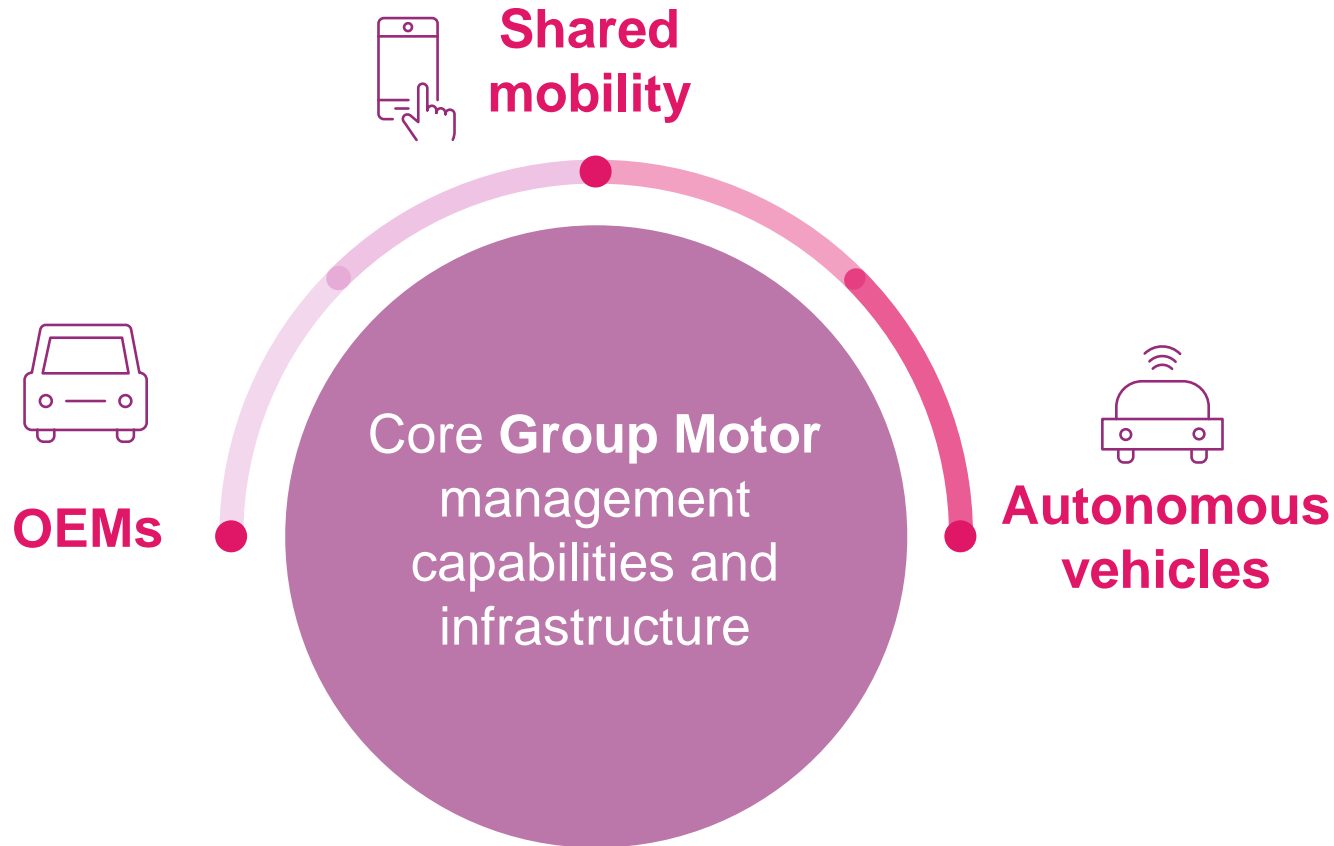 Shared
mobility
OEMs
Core Group Motor
management
capabilities and
infrastructure
Autonomous
vehicles